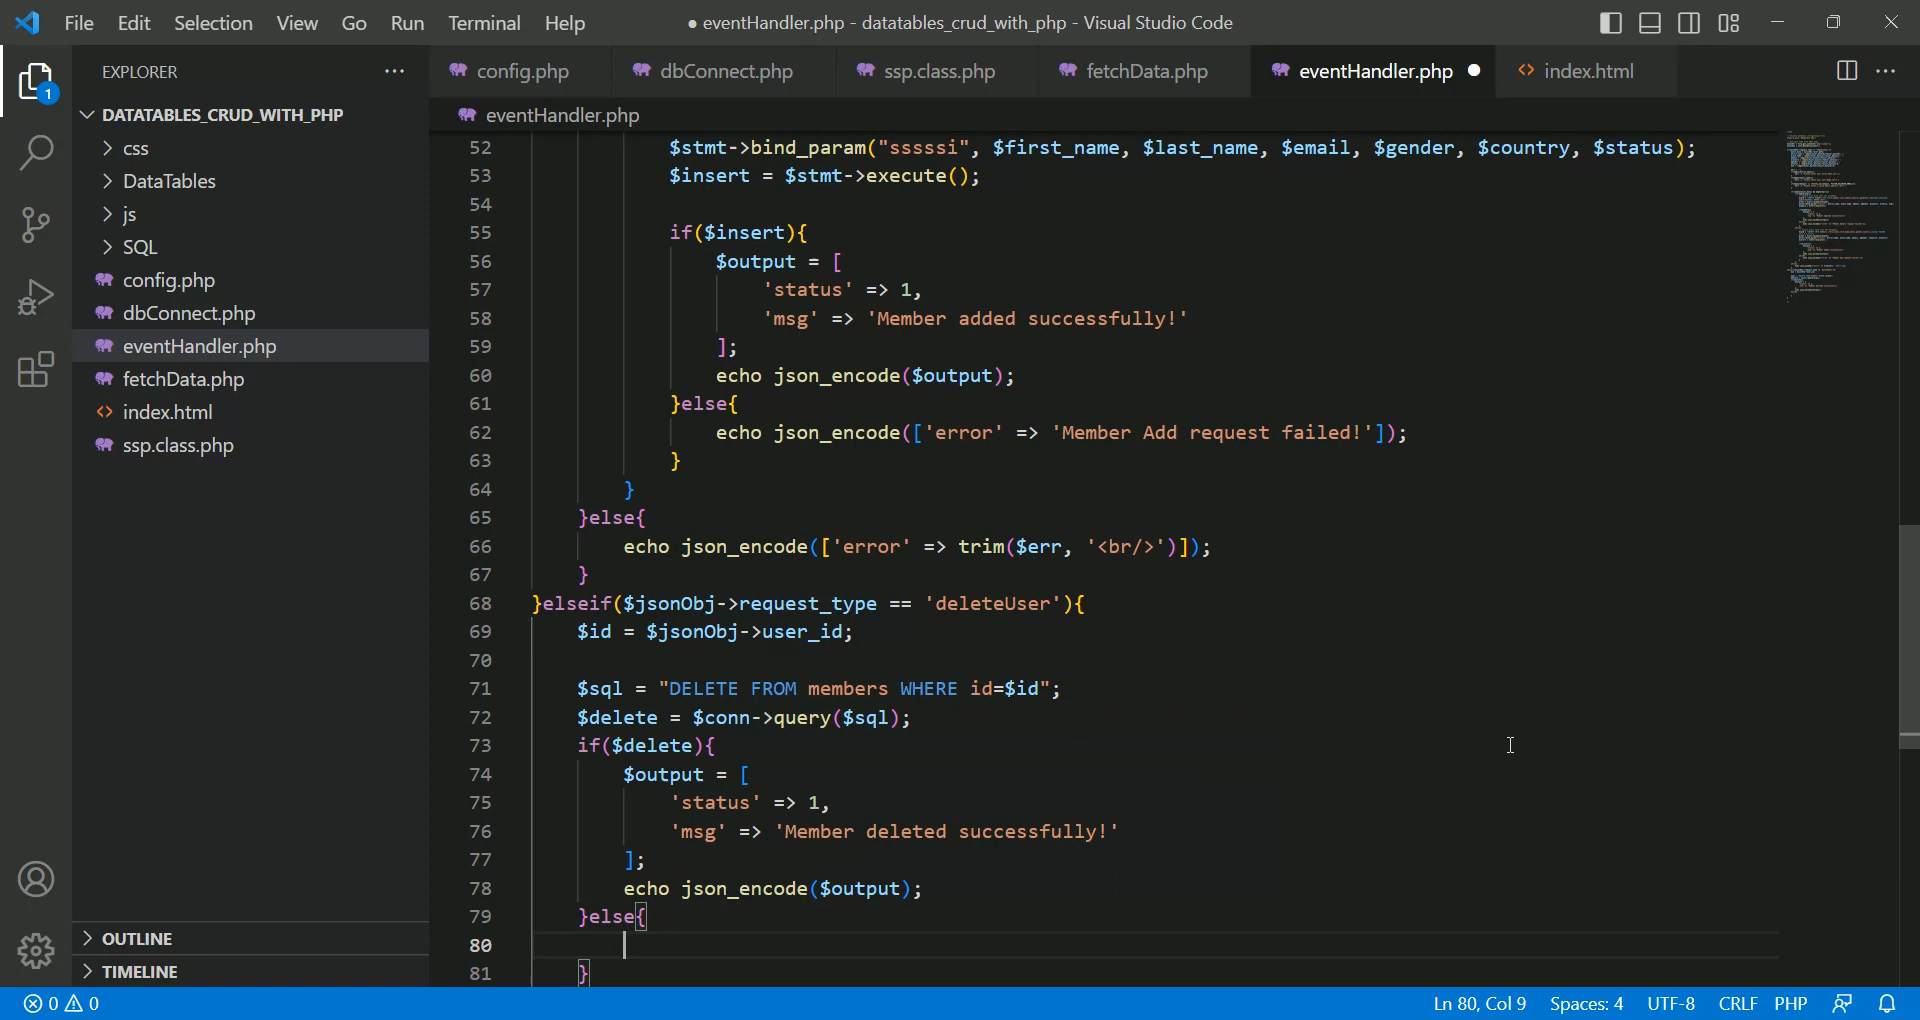 File Edit Selection View Go Run Terminal Help
● eventHandler.php - datatables_crud_with_php - Visual Studio Code
EXPLORER
1
DATATABLES_CRUD_WITH_PHP
css
DataTables
js
SQL
config.php
dbConnect.php
eventHandler.php
fetchData.php
index.html
ssp.class.php
OUTLINE
TIMELINE
config.php dbConnect.php ssp.class.php fetchData.php eventHandler.php index.html
eventHandler.php
52 $stmt->bind_param("sssssi", $first_name, $last_name, $email, $gender, $country, $status);
53 $insert = $stmt->execute();
54
55 if($insert){
56 $output = [
57 'status' => 1,
58 'msg' => 'Member added successfully!'
59 ];
60 echo json_encode($output);
61 }else{
62 echo json_encode(['error' => 'Member Add request failed!']);
63 }
64 }
65 }else{
66 echo json_encode(['error' => trim($err, '<br/>')]);
67 }
68 }elseif($jsonObj->request_type == 'deleteUser'){
69 $id = $jsonObj->user_id;
70
71 $sql = "DELETE FROM members WHERE id=$id";
72 $delete = $conn->query($sql);
73 if($delete){
74 $output = [
75 'status' => 1,
76 'msg' => 'Member deleted successfully!'
77 ];
78 echo json_encode($output);
79 }else{
80
81 }
0 0 Ln 80, Col 9 Spaces: 4 UTF-8 CRLF PHP